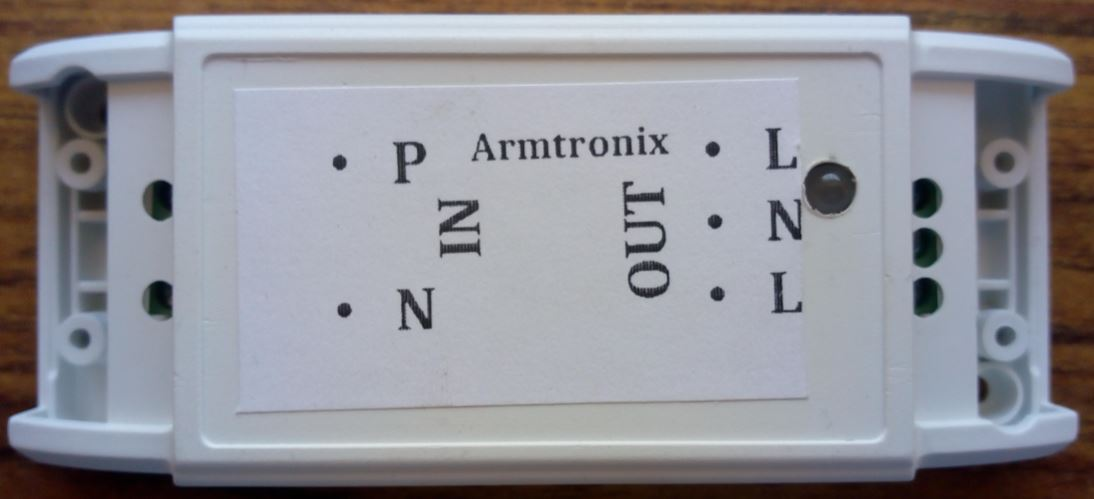 • P Armtronix • L
IN OUT • N
• N • L